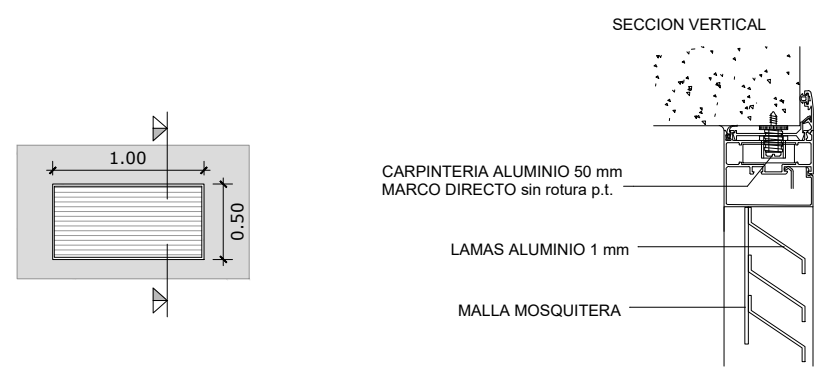 SECCION VERTICAL
1.00
0.50
CARPINTERIA ALUMINIO 50 mm
MARCO DIRECTO sin rotura p.t.
LAMAS ALUMINIO 1 mm
MALLA MOSQUITERA